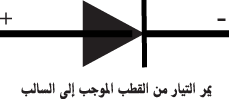 + -
يمر التيار من القطب الموجب إلى السالب